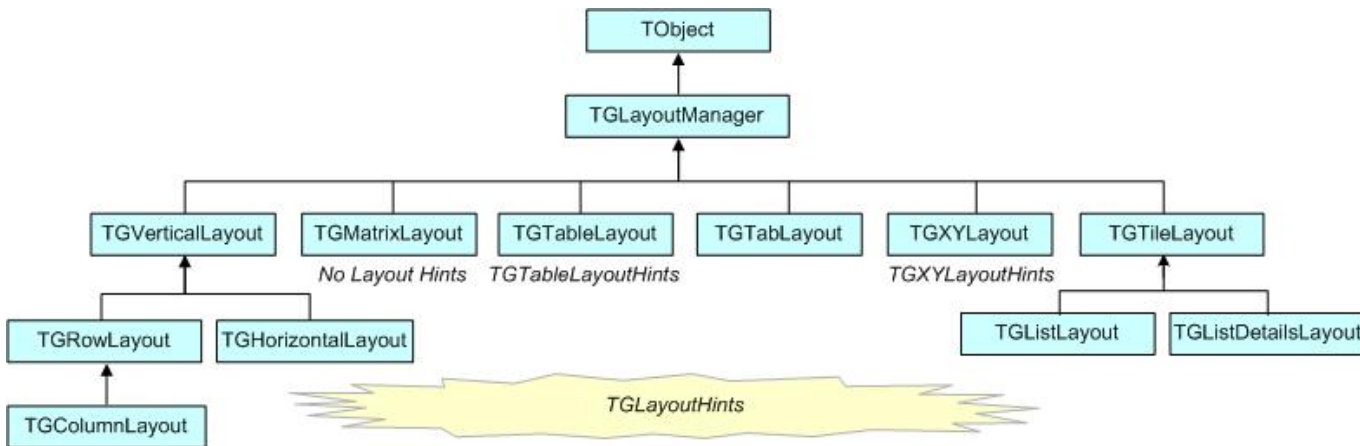 TObject
TGLayoutManager
TGVerticalLayout
TGMatrixLayout
TGTableLayout
TGTabLayout
TGXYLayout
TGTileLayout
No Layout Hints
TGTableLayoutHints
TGXYLayoutHints
TGRowLayout
TGHorizontalLayout
TGListLayout
TGListDetailsLayout
TGLayoutHints
TGColumnLayout